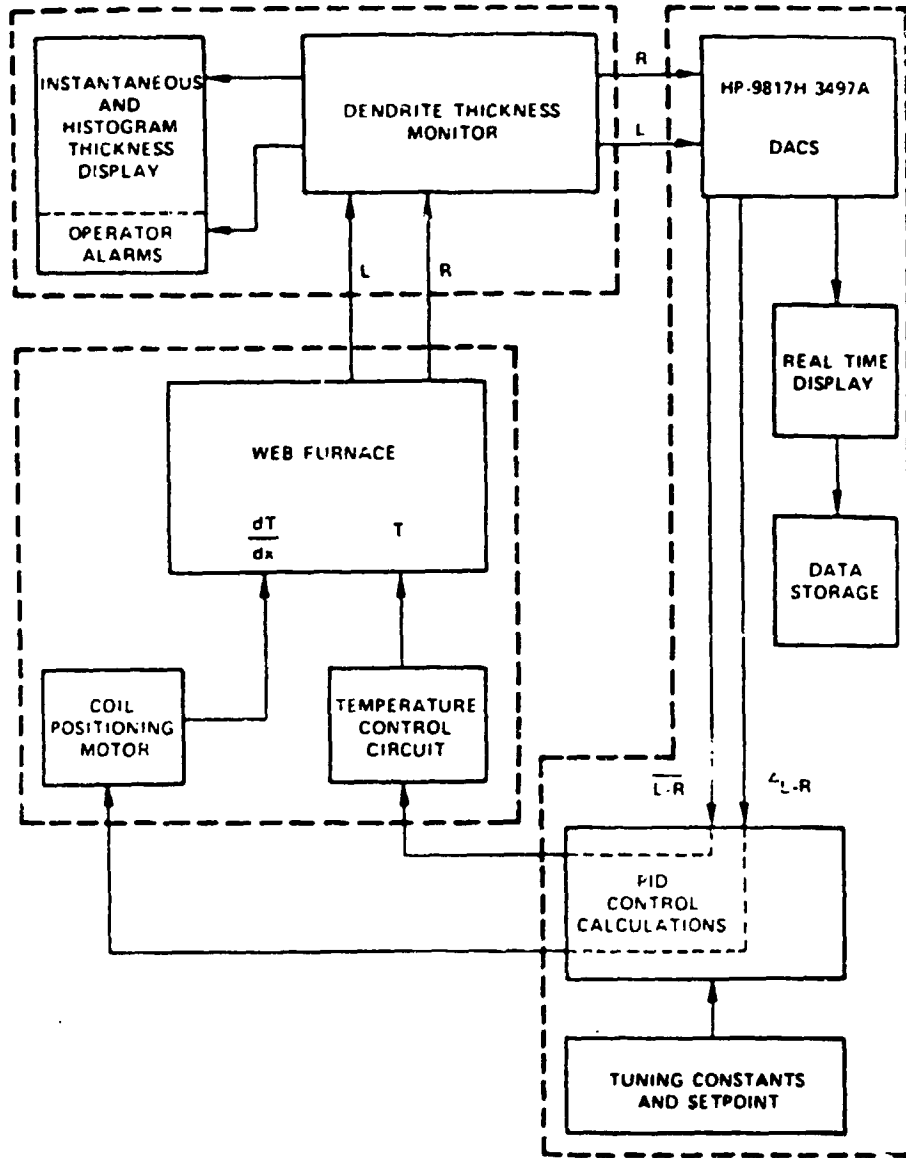 INSTANTANEOUS
AND
HISTOGRAM
THICKNESS
DISPLAY
OPERATOR
ALARMS
DENDRITE THICKNESS
MONITOR
R
L
HP-9817H 3497A
DACS
L
R
REAL TIME
DISPLAY
DATA
STORAGE
WEB FURNACE
dT
dx
T
COIL
POSITIONING
MOTOR
TEMPERATURE
CONTROL
CIRCUIT
L-R
L-R
PID
CONTROL
CALCULATIONS
TUNING CONSTANTS
AND SETPOINT